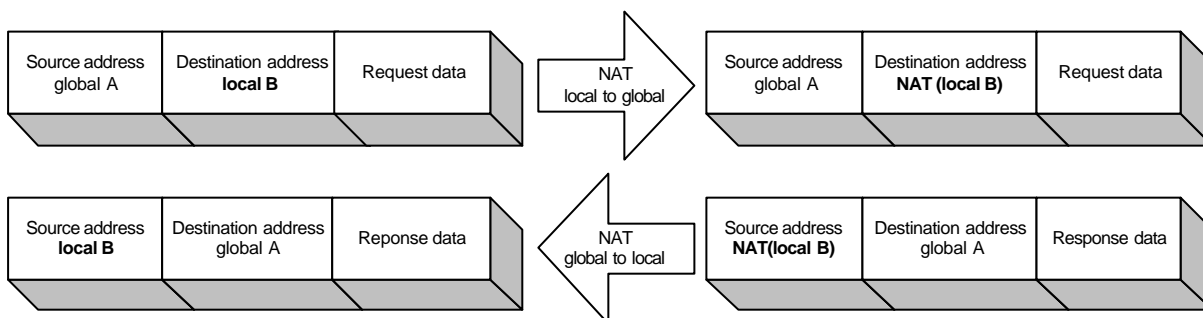 Source address
global A
Destination address
local B
Request data
NAT
local to global
Source address
global A
Destination address
NAT (local B)
Request data
Source address
local B
Destination address
global A
Reponse data
NAT
global to local
Source address
NAT(local B)
Destination address
global A
Response data